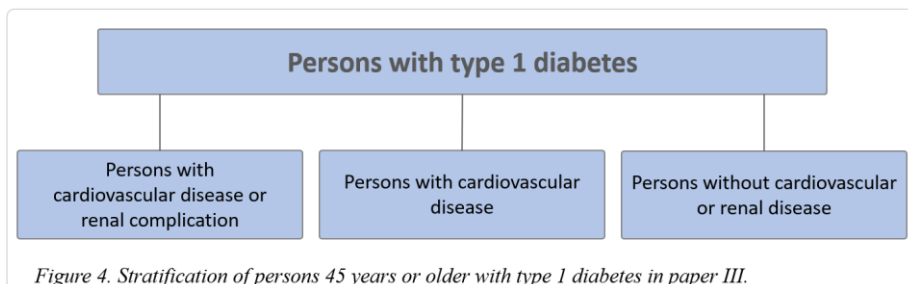 Persons with type 1 diabetes
Persons with
cardiovascular disease or
renal complication
Persons with cardiovascular
disease
Persons without cardiovascular
or renal disease
Figure 4. Stratification of persons 45 years or older with type 1 diabetes in paper III.